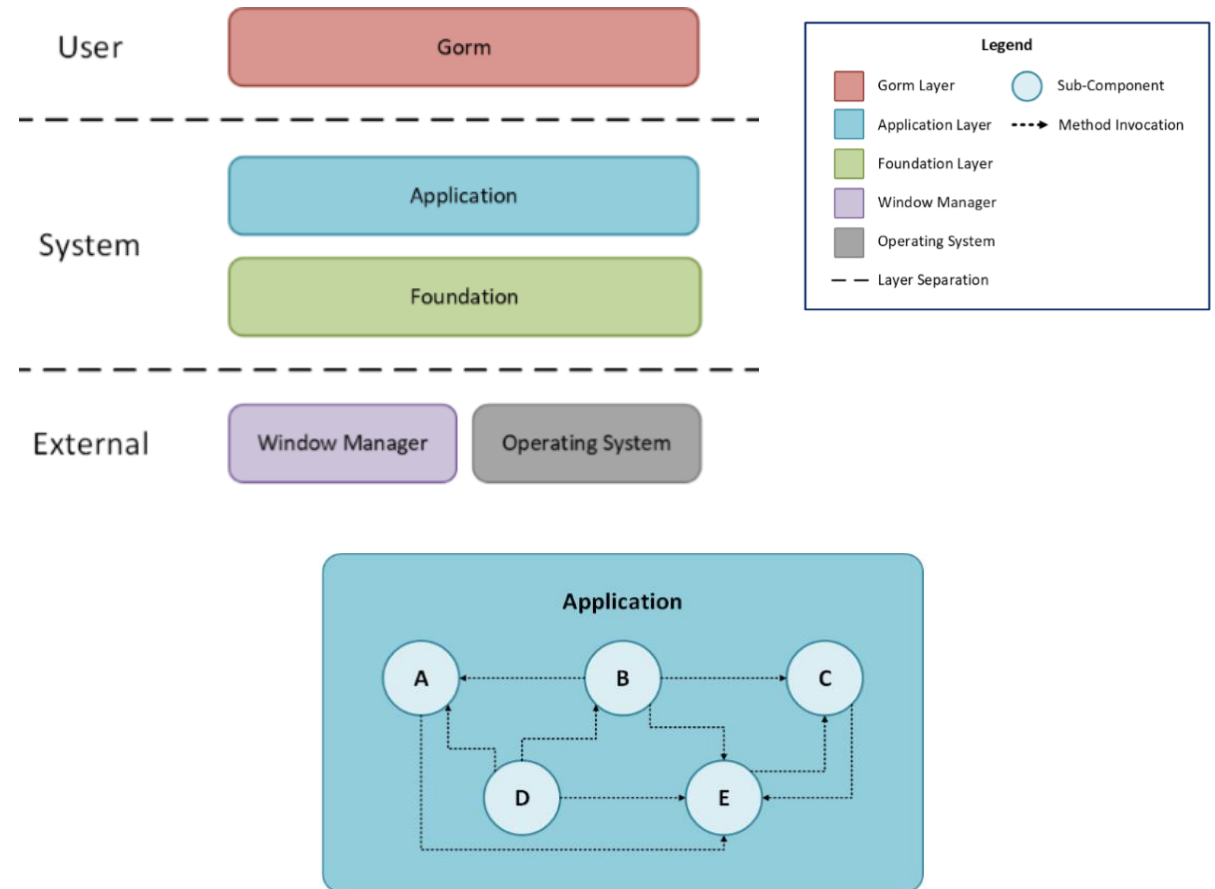 User
Gorm
System
Application
Foundation
External
Window Manager
Operating System
Legend
Gorm Layer
Sub-Component
Application Layer
Method Invocation
Foundation Layer
Window Manager
Operating System
Layer Separation
Application
A
B
C
D
E